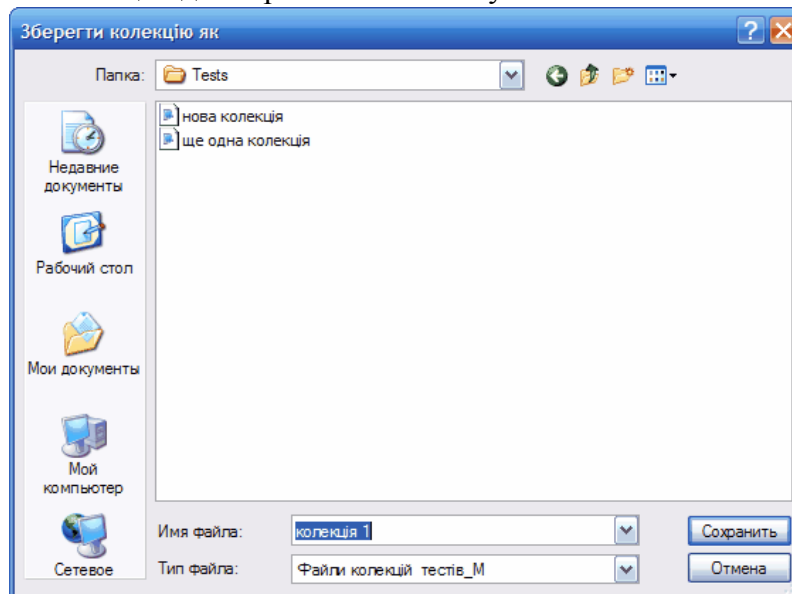 Зберегти колекцію як
Папка: Tests
нова колекція
ще одна колекція
Недавние
документы
Рабочий стол
Мои документы
Мой
компьютер
Сетевое
Имя файла: колекція 1 Сохранить
Тип файла: Файли колекцій тестів_М Отмена